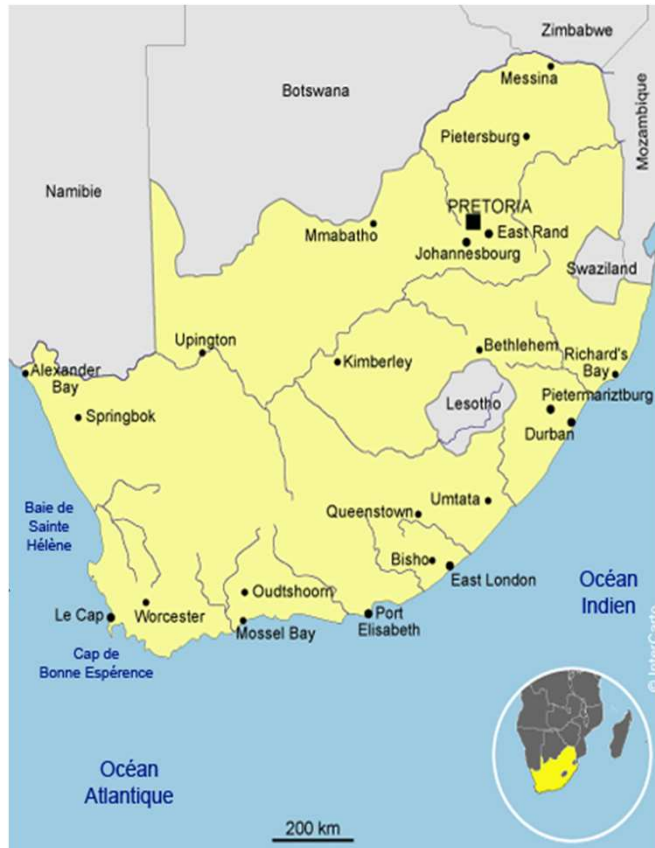 Zimbabwe
Messina
Botswana
Mozambique
Pietersburg
Namibie
PRETORIA
Mmabatho
East Rand
Johannesbourg
Swaziland
Upington
Bethlehem
Richard's
Bay
Kimberley
Alexander
Bay
Pietermariztburg
Lesotho
Springbok
Durban
Baie de
Sainte
Hélène
Umtata
Queenstown
Bisho
East London
Océan
Indien
Oudtshoorn
Le Cap
Worcester
Port
Elisabeth
Mossel Bay
Cap de
Bonne Espérence
© InterCarto
Océan
Atlantique
200 km